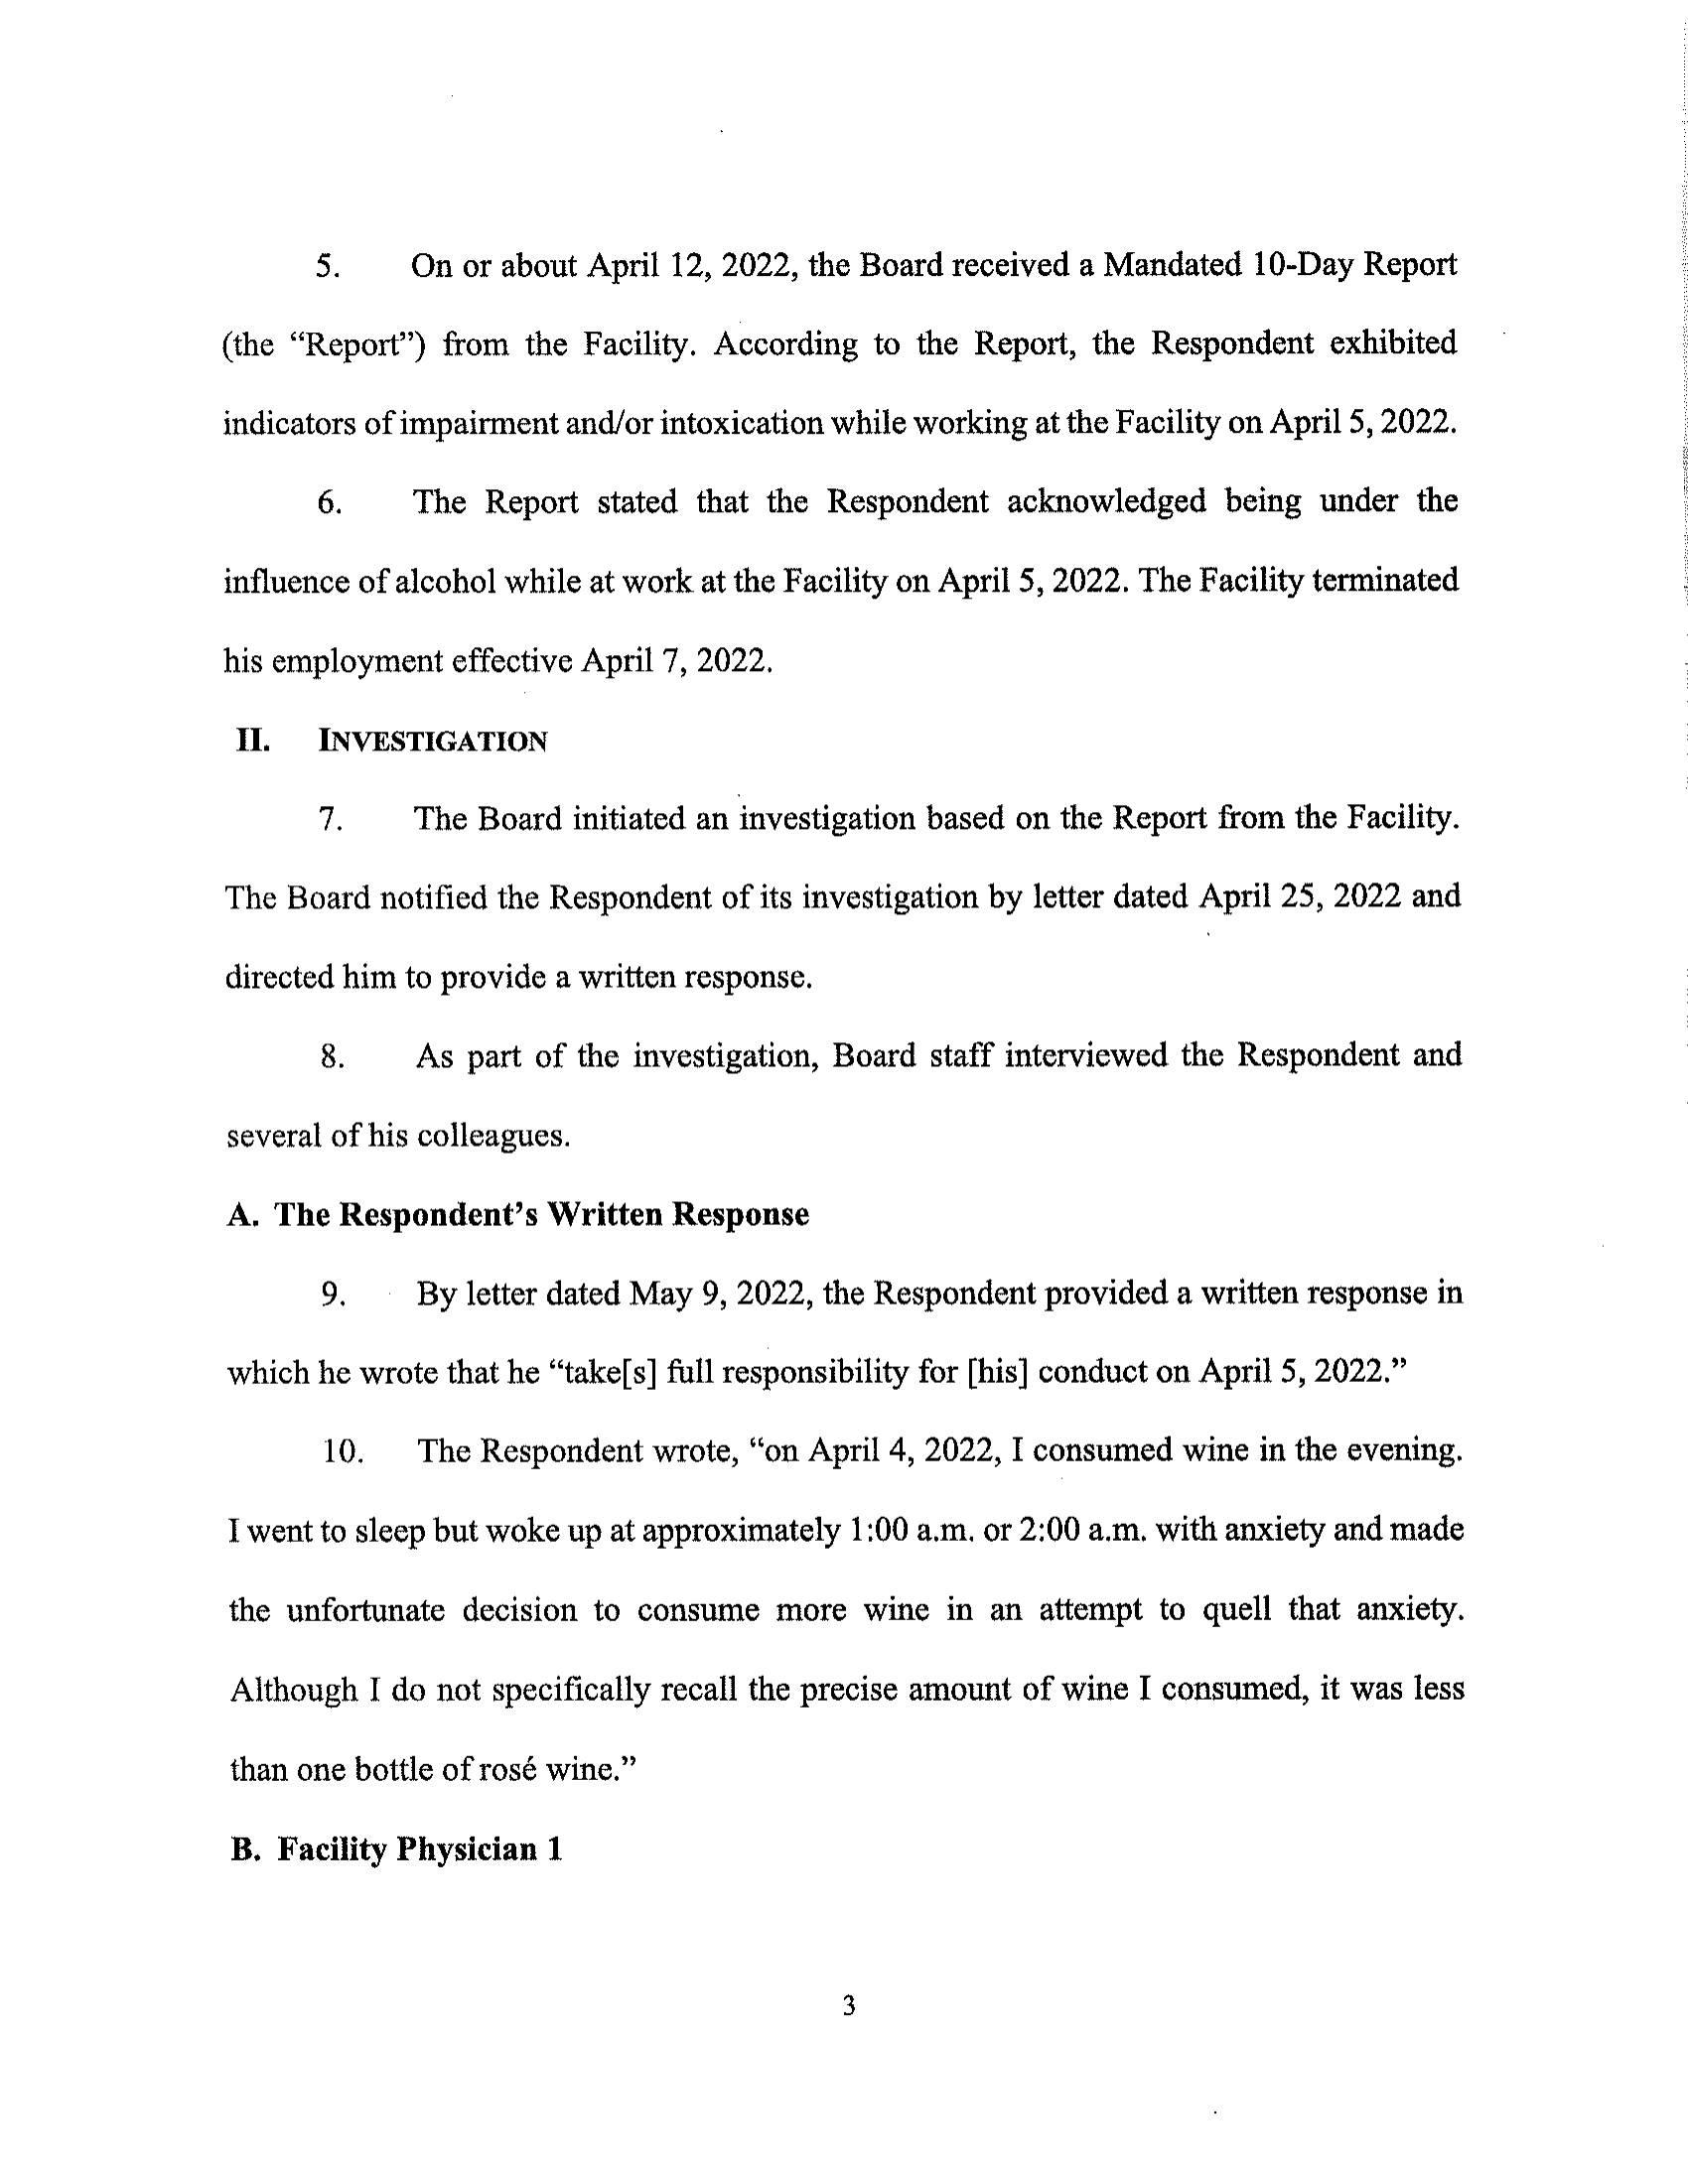 5. On or about April 12, 2022, the Board received a Mandated 10-Day Report
(the “Report”) from the Facility. According to the Report, the Respondent exhibited
indicators of impairment and/or intoxication while working at the Facility on April 5, 2022.
6. The Report stated that the Respondent acknowledged being under the
influence of alcohol while at work at the Facility on April 5, 2022. The Facility terminated
his employment effective April 7, 2022.
II. INVESTIGATION
7. The Board initiated an investigation based on the Report from the Facility.
The Board notified the Respondent of its investigation by letter dated April 25, 2022 and
directed him to provide a written response.
8. As part of the investigation, Board staff interviewed the Respondent and
several of his colleagues.
A. The Respondent’s Written Response
9. By letter dated May 9, 2022, the Respondent provided a written response in
which he wrote that he “take[s] full responsibility for [his] conduct on April 5, 2022.”
10. The Respondent wrote, “on April 4, 2022, I consumed wine in the evening.
I went to sleep but woke up at approximately 1:00 a.m. or 2:00 a.m. with anxiety and made
the unfortunate decision to consume more wine in an attempt to quell that anxiety.
Although I do not specifically recall the precise amount of wine I consumed, it was less
than one bottle of rosé wine.”
B. Facility Physician 1
3